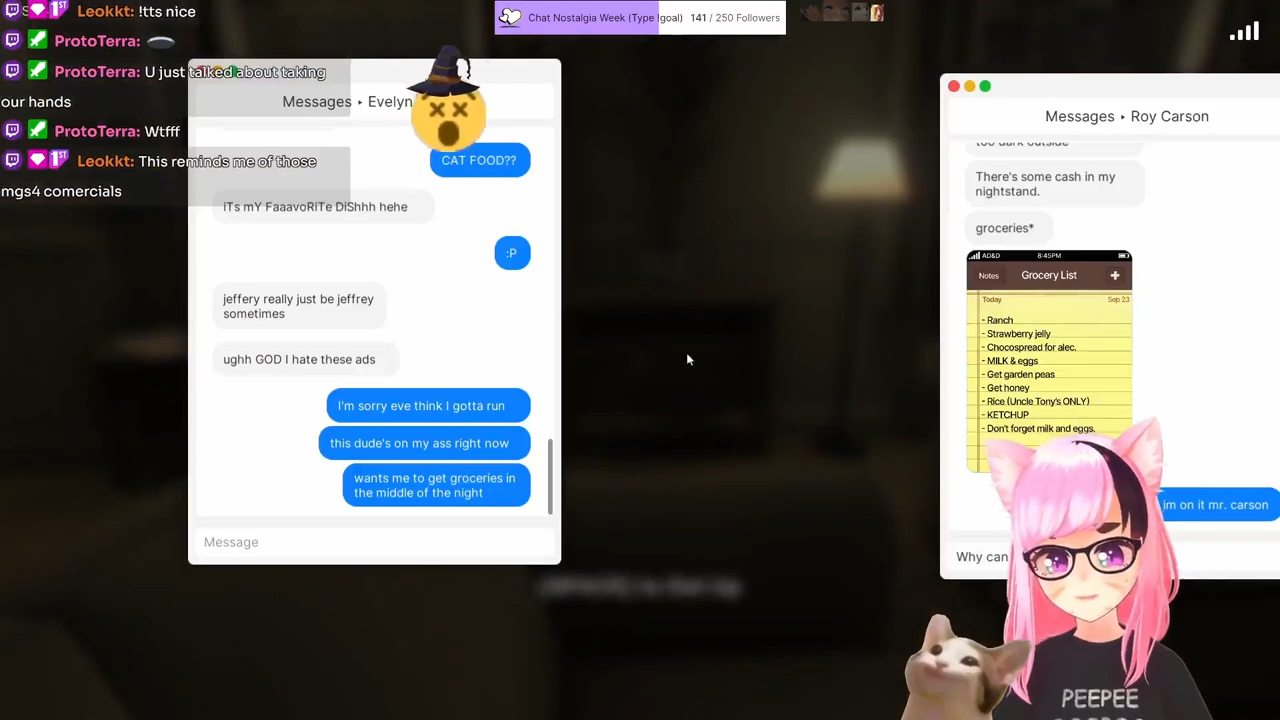 !tts nice
ProtoTerra:
ProtoTerra: U just talked about taking
our hands
ProtoTerra: Wtfff
Leokkt: This reminds me of those
mgs4 comercials
Chat Nostalgia Week (Type !goal) 141 / 250 Followers
Messages ‣ Evelyn
CAT FOOD??
iTs mY FaaavoRiTe DiShhh hehe
:P
jeffery really just be jeffrey
sometimes
ughh GOD I hate these ads
I'm sorry eve think I gotta run
this dude's on my ass right now
wants me to get groceries in
the middle of the night
Message
Messages ‣ Roy Carson
too dark outside
There's some cash in my
nightstand.
groceries*
AD&D 8:45PM
Notes Grocery List +
Today Sep 23
- Ranch
- Strawberry jelly
- Chocospread for alec.
- MILK & eggs
- Get garden peas
- Get honey
- Rice (Uncle Tony's ONLY)
- KETCHUP
- Don't forget milk and eggs.
im on it mr. carson
Why can
PEEPEE